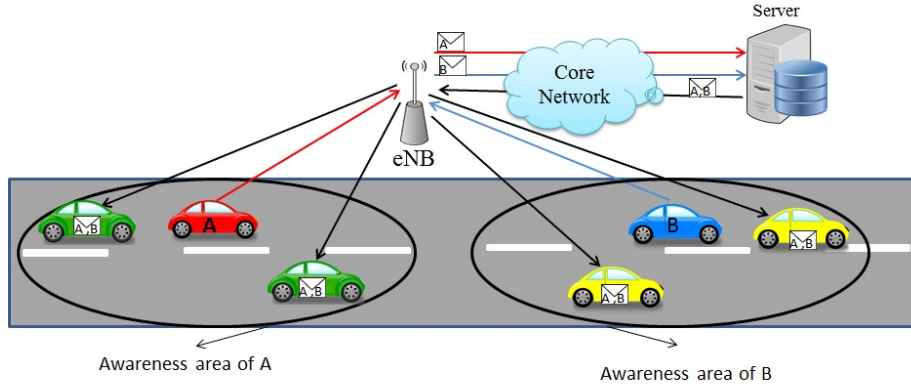 Server
A
B
Core
Network
A,B
eNB
A,B
A
A,B
B
A,B
A,B
Awareness area of A
Awareness area of B